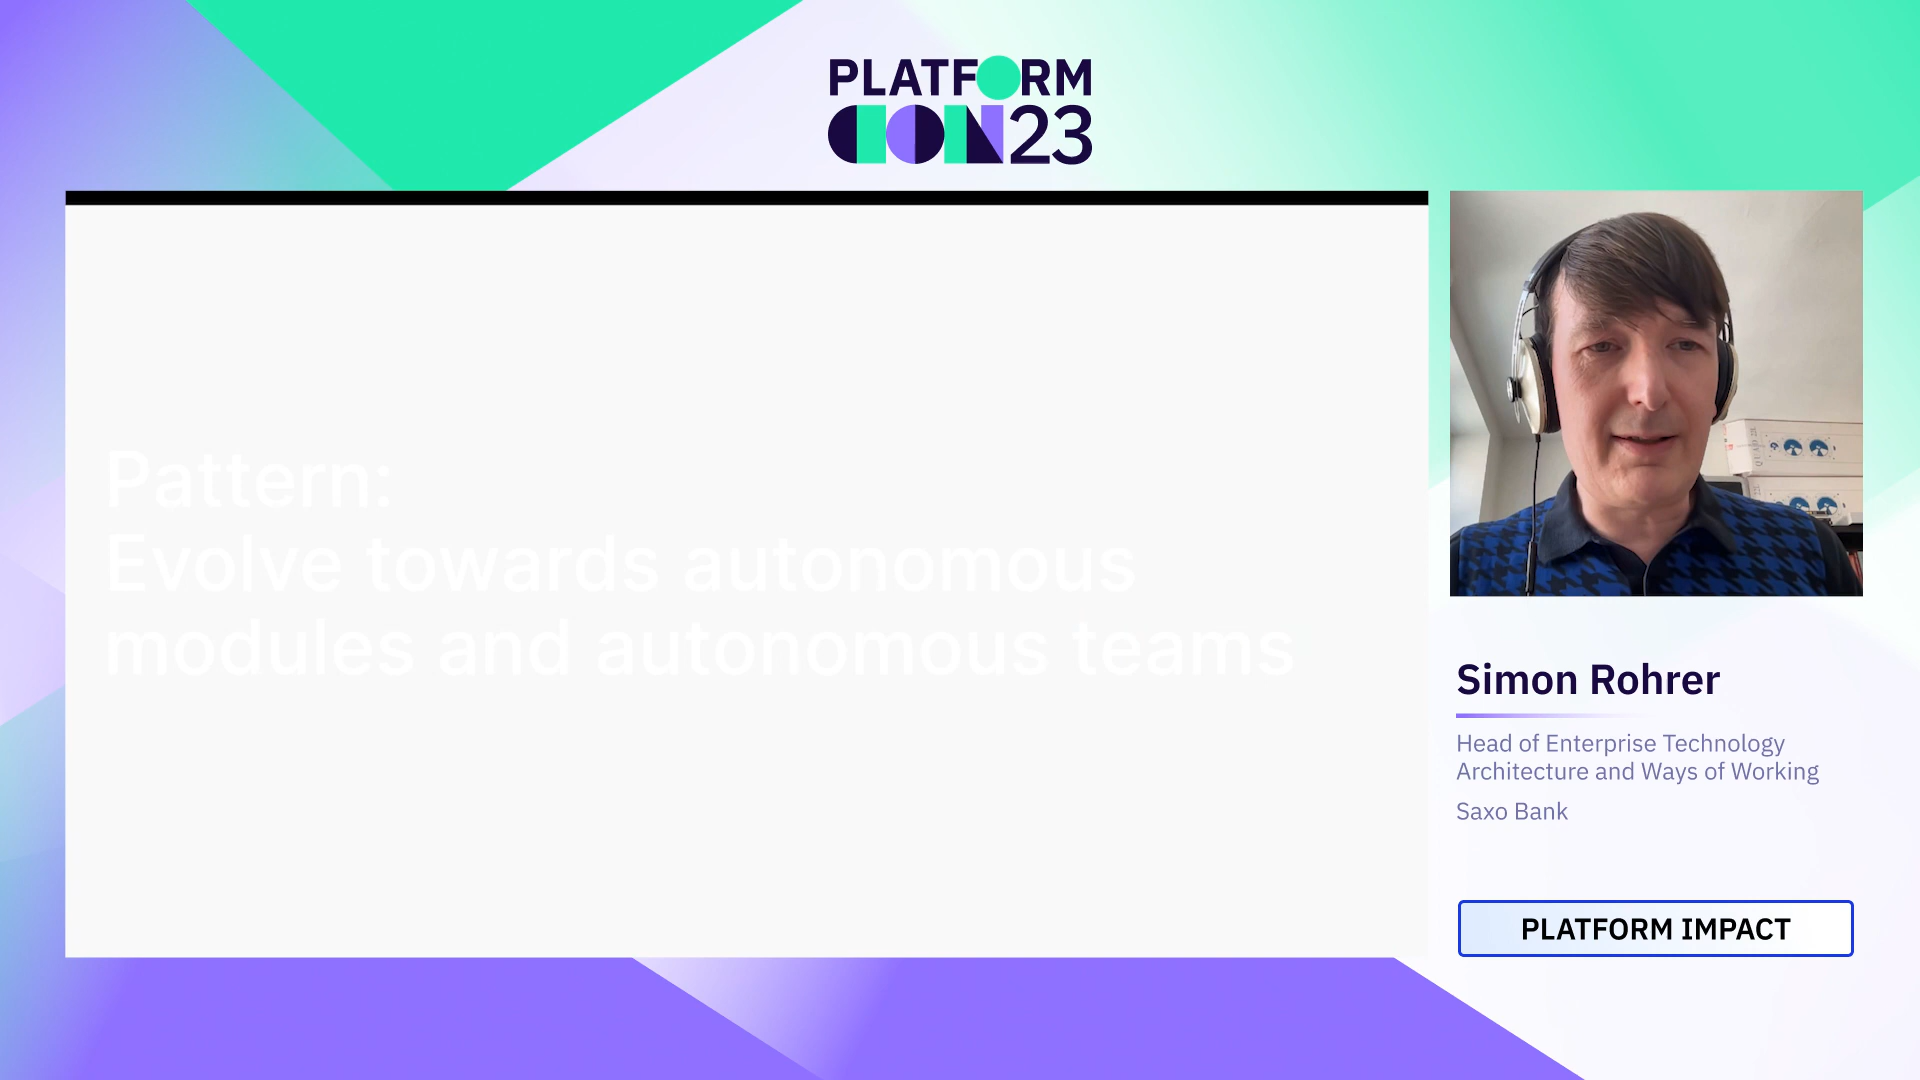 PLATFORM
CON23
Pattern:
Evolve towards autonomous
modules and autonomous teams
Simon Rohrer
Head of Enterprise Technology
Architecture and Ways of Working
Saxo Bank
PLATFORM IMPACT